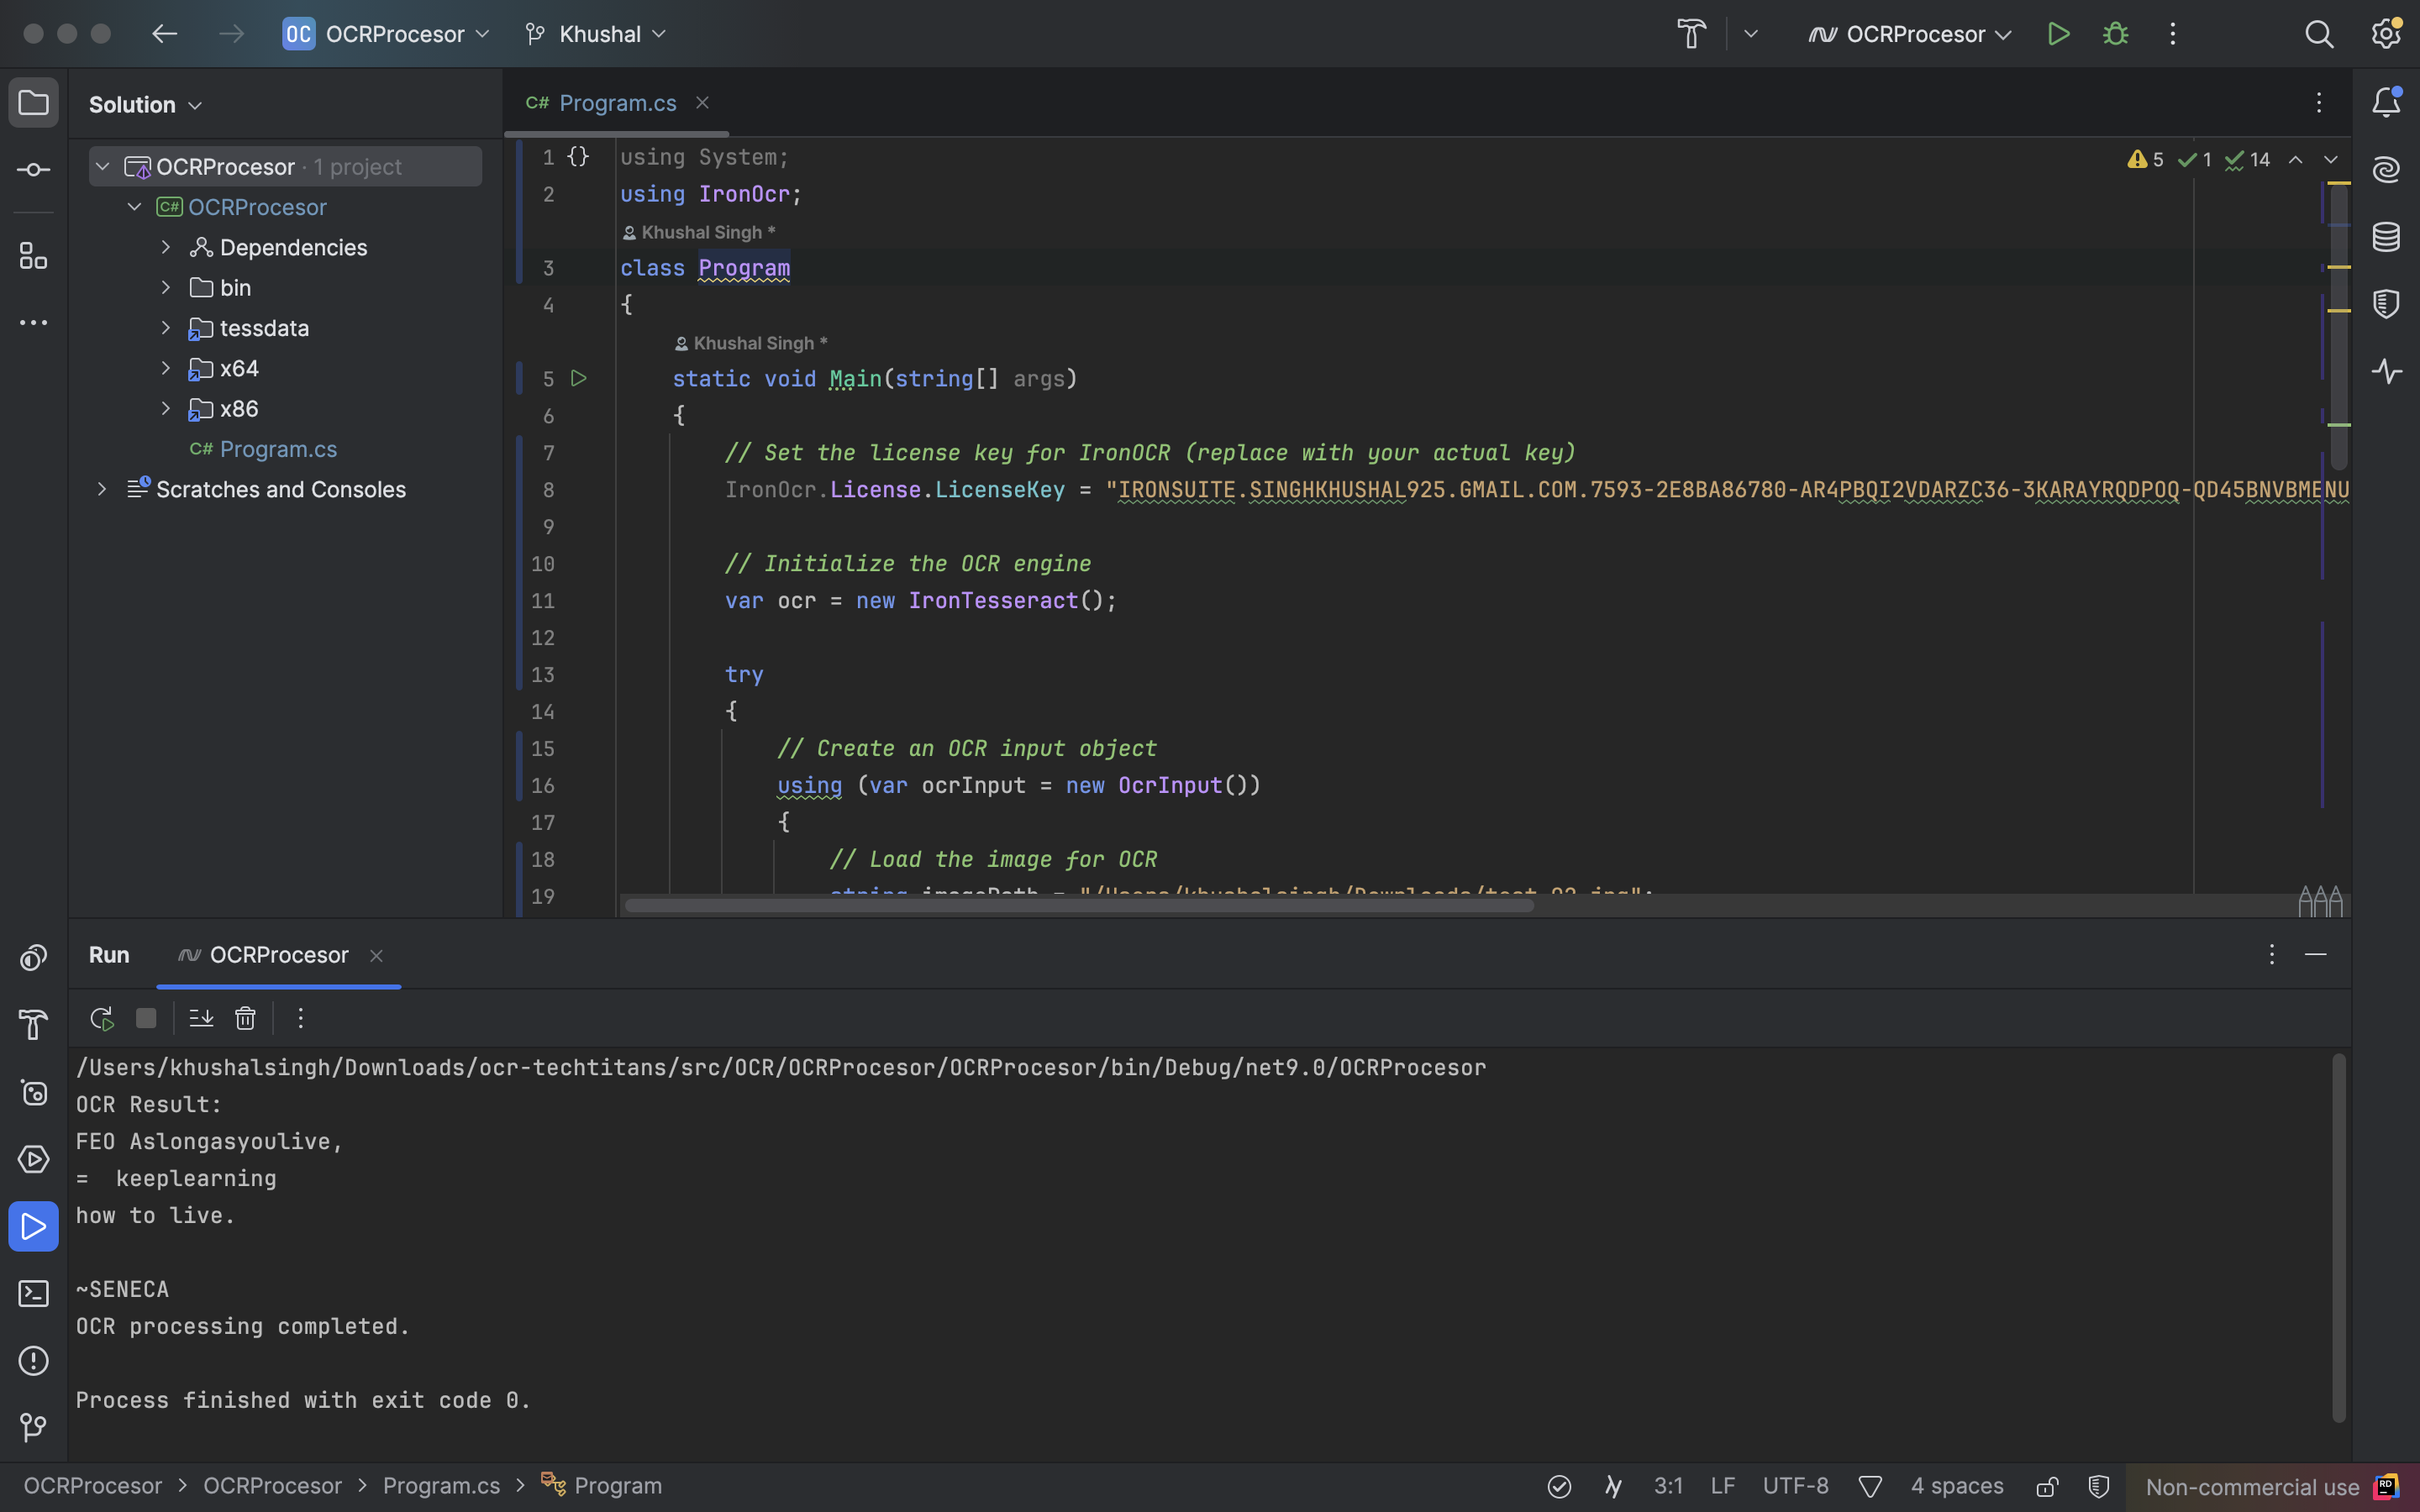 OC OCRProcesor Khushal OCRProcesor
Solution
OCRProcesor · 1 project
OCRProcesor
Dependencies
bin
tessdata
x64
x86
C# Program.cs
Scratches and Consoles
C# Program.cs
5 1 14
1 {} using System;
2 using IronOcr;
Khushal Singh *
3 class Program
4 {
Khushal Singh *
5 static void Main(string[] args)
6 {
7 // Set the license key for IronOCR (replace with your actual key)
8 IronOcr.License.LicenseKey = "IRONSUITE.SINGHKHUSHAL925.GMAIL.COM.7593-2E8BA86780-AR4PBQI2VDARZC36-3KARAYRQDPOQ-QD45BNVBMENU
9
10 // Initialize the OCR engine
11 var ocr = new IronTesseract();
12
13 try
14 {
15 // Create an OCR input object
16 using (var ocrInput = new OcrInput())
17 {
18 // Load the image for OCR
19 string imagePath = "/Users/khushalsingh/Downloads/test_02.jpg";
Run OCRProcesor
/Users/khushalsingh/Downloads/ocr-techtitans/src/OCR/OCRProcesor/OCRProcesor/bin/Debug/net9.0/OCRProcesor
OCR Result:
FEO Aslongasyoulive,
= keeplearning
how to live.
~SENECA
OCR processing completed.
Process finished with exit code 0.
OCRProcesor > OCRProcesor > Program.cs > Program 3:1 LF UTF-8 4 spaces Non-commercial use RD